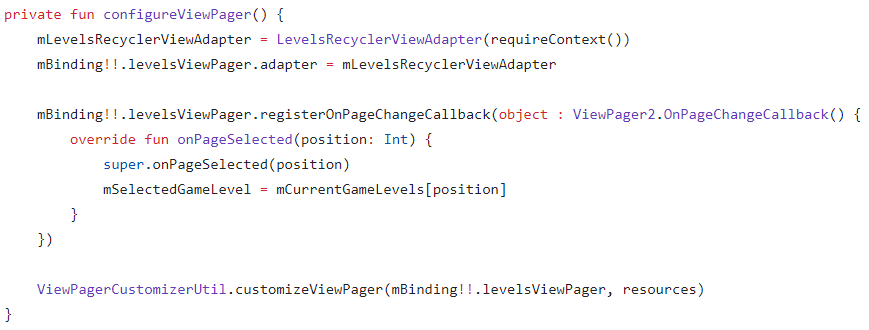 private fun configureViewPager() {
    mLevelsRecyclerViewAdapter = LevelsRecyclerViewAdapter(requireContext())
    mBinding!!.levelsViewPager.adapter = mLevelsRecyclerViewAdapter

    mBinding!!.levelsViewPager.registerOnPageChangeCallback(object : ViewPager2.OnPageChangeCallback() {
        override fun onPageSelected(position: Int) {
            super.onPageSelected(position)
            mSelectedGameLevel = mCurrentGameLevels[position]
        }
    })

    ViewPagerCustomizerUtil.customizeViewPager(mBinding!!.levelsViewPager, resources)
}